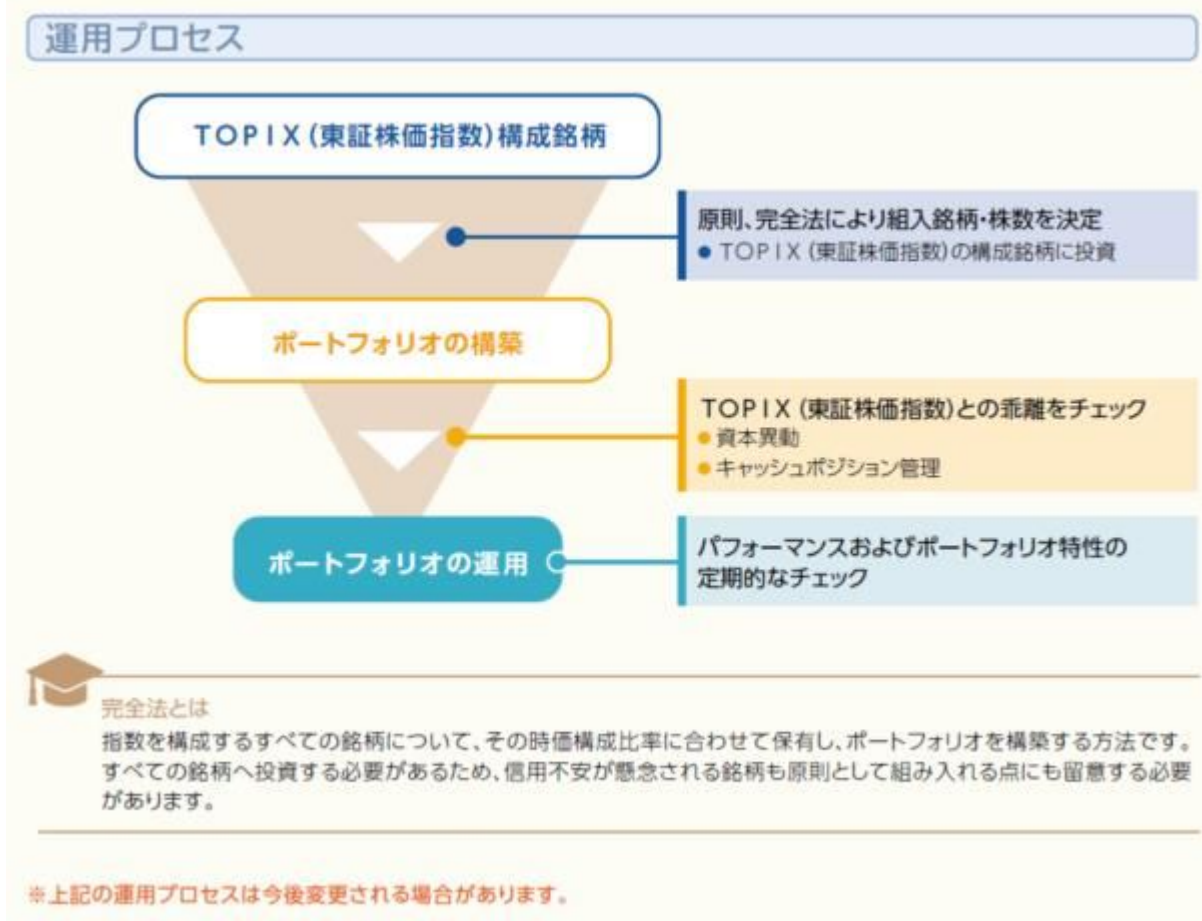 運用プロセス
TOPIX(東証株価指数)構成銘柄
原則、完全法により組入銘柄・株数を決定
● TOPIX(東証株価指数)の構成銘柄に投資
ポートフォリオの構築
TOPIX(東証株価指数)との乖離をチェック
● 資本異動
● キャッシュポジション管理
ポートフォリオの運用
パフォーマンスおよびポートフォリオ特性の
定期的なチェック
完全法とは
指数を構成するすべての銘柄について、その時価構成比率に合わせて保有し、ポートフォリオを構築する方法です。
すべての銘柄へ投資する必要があるため、信用不安が懸念される銘柄も原則として組み入れる点にも留意する必要
があります。
※上記の運用プロセスは今後変更される場合があります。